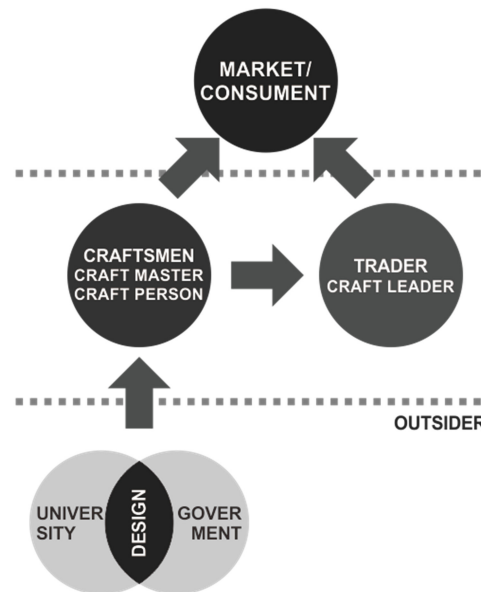 MARKET/
CONSUMENT
CRAFTSMEN
CRAFT MASTER
CRAFT PERSON
TRADER
CRAFT LEADER
OUTSIDER
UNIVER
SITY
DESIGN
GOVER
MENT